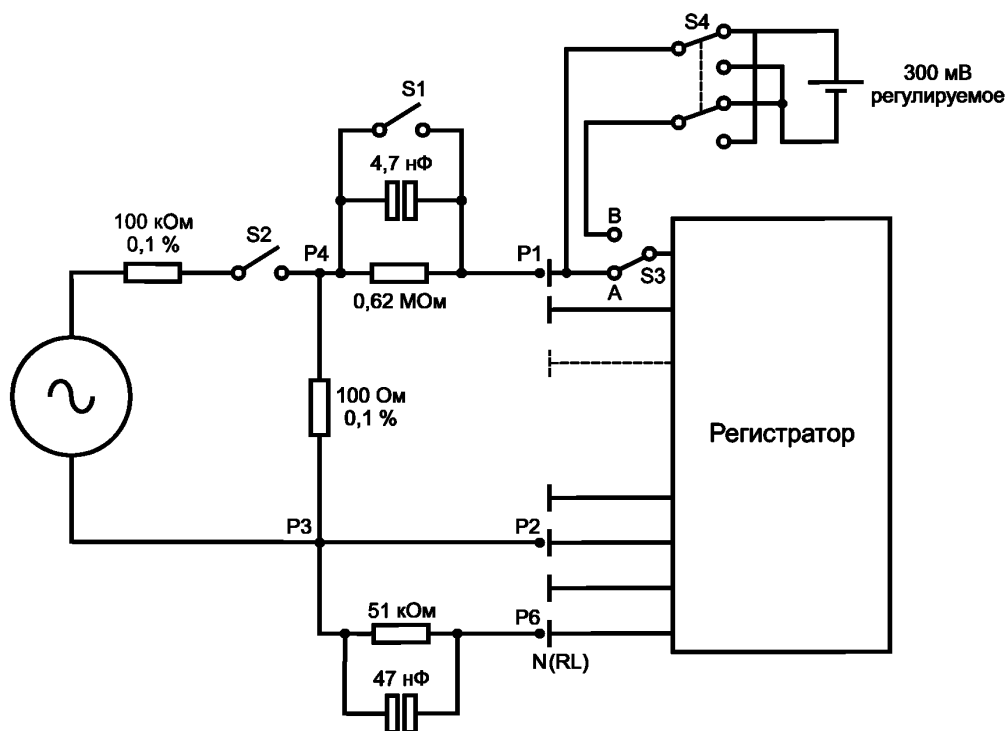 S4
300 мВ
регулируемое
S1
4,7 нФ
B
100 кОм
0,1 %
S2
P4
P1
S3
A
0,62 МОм
100 Ом
0,1 %
Регистратор
P3
P2
51 кОм
P6
N(RL)
47 нФ